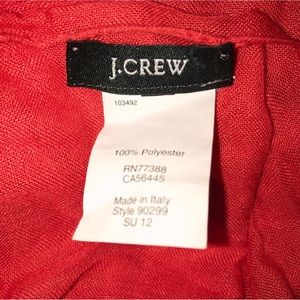 J.CREW
103492
100% Polyester
RN77388
CA56445
Made in Italy
Style 90299
SU 12